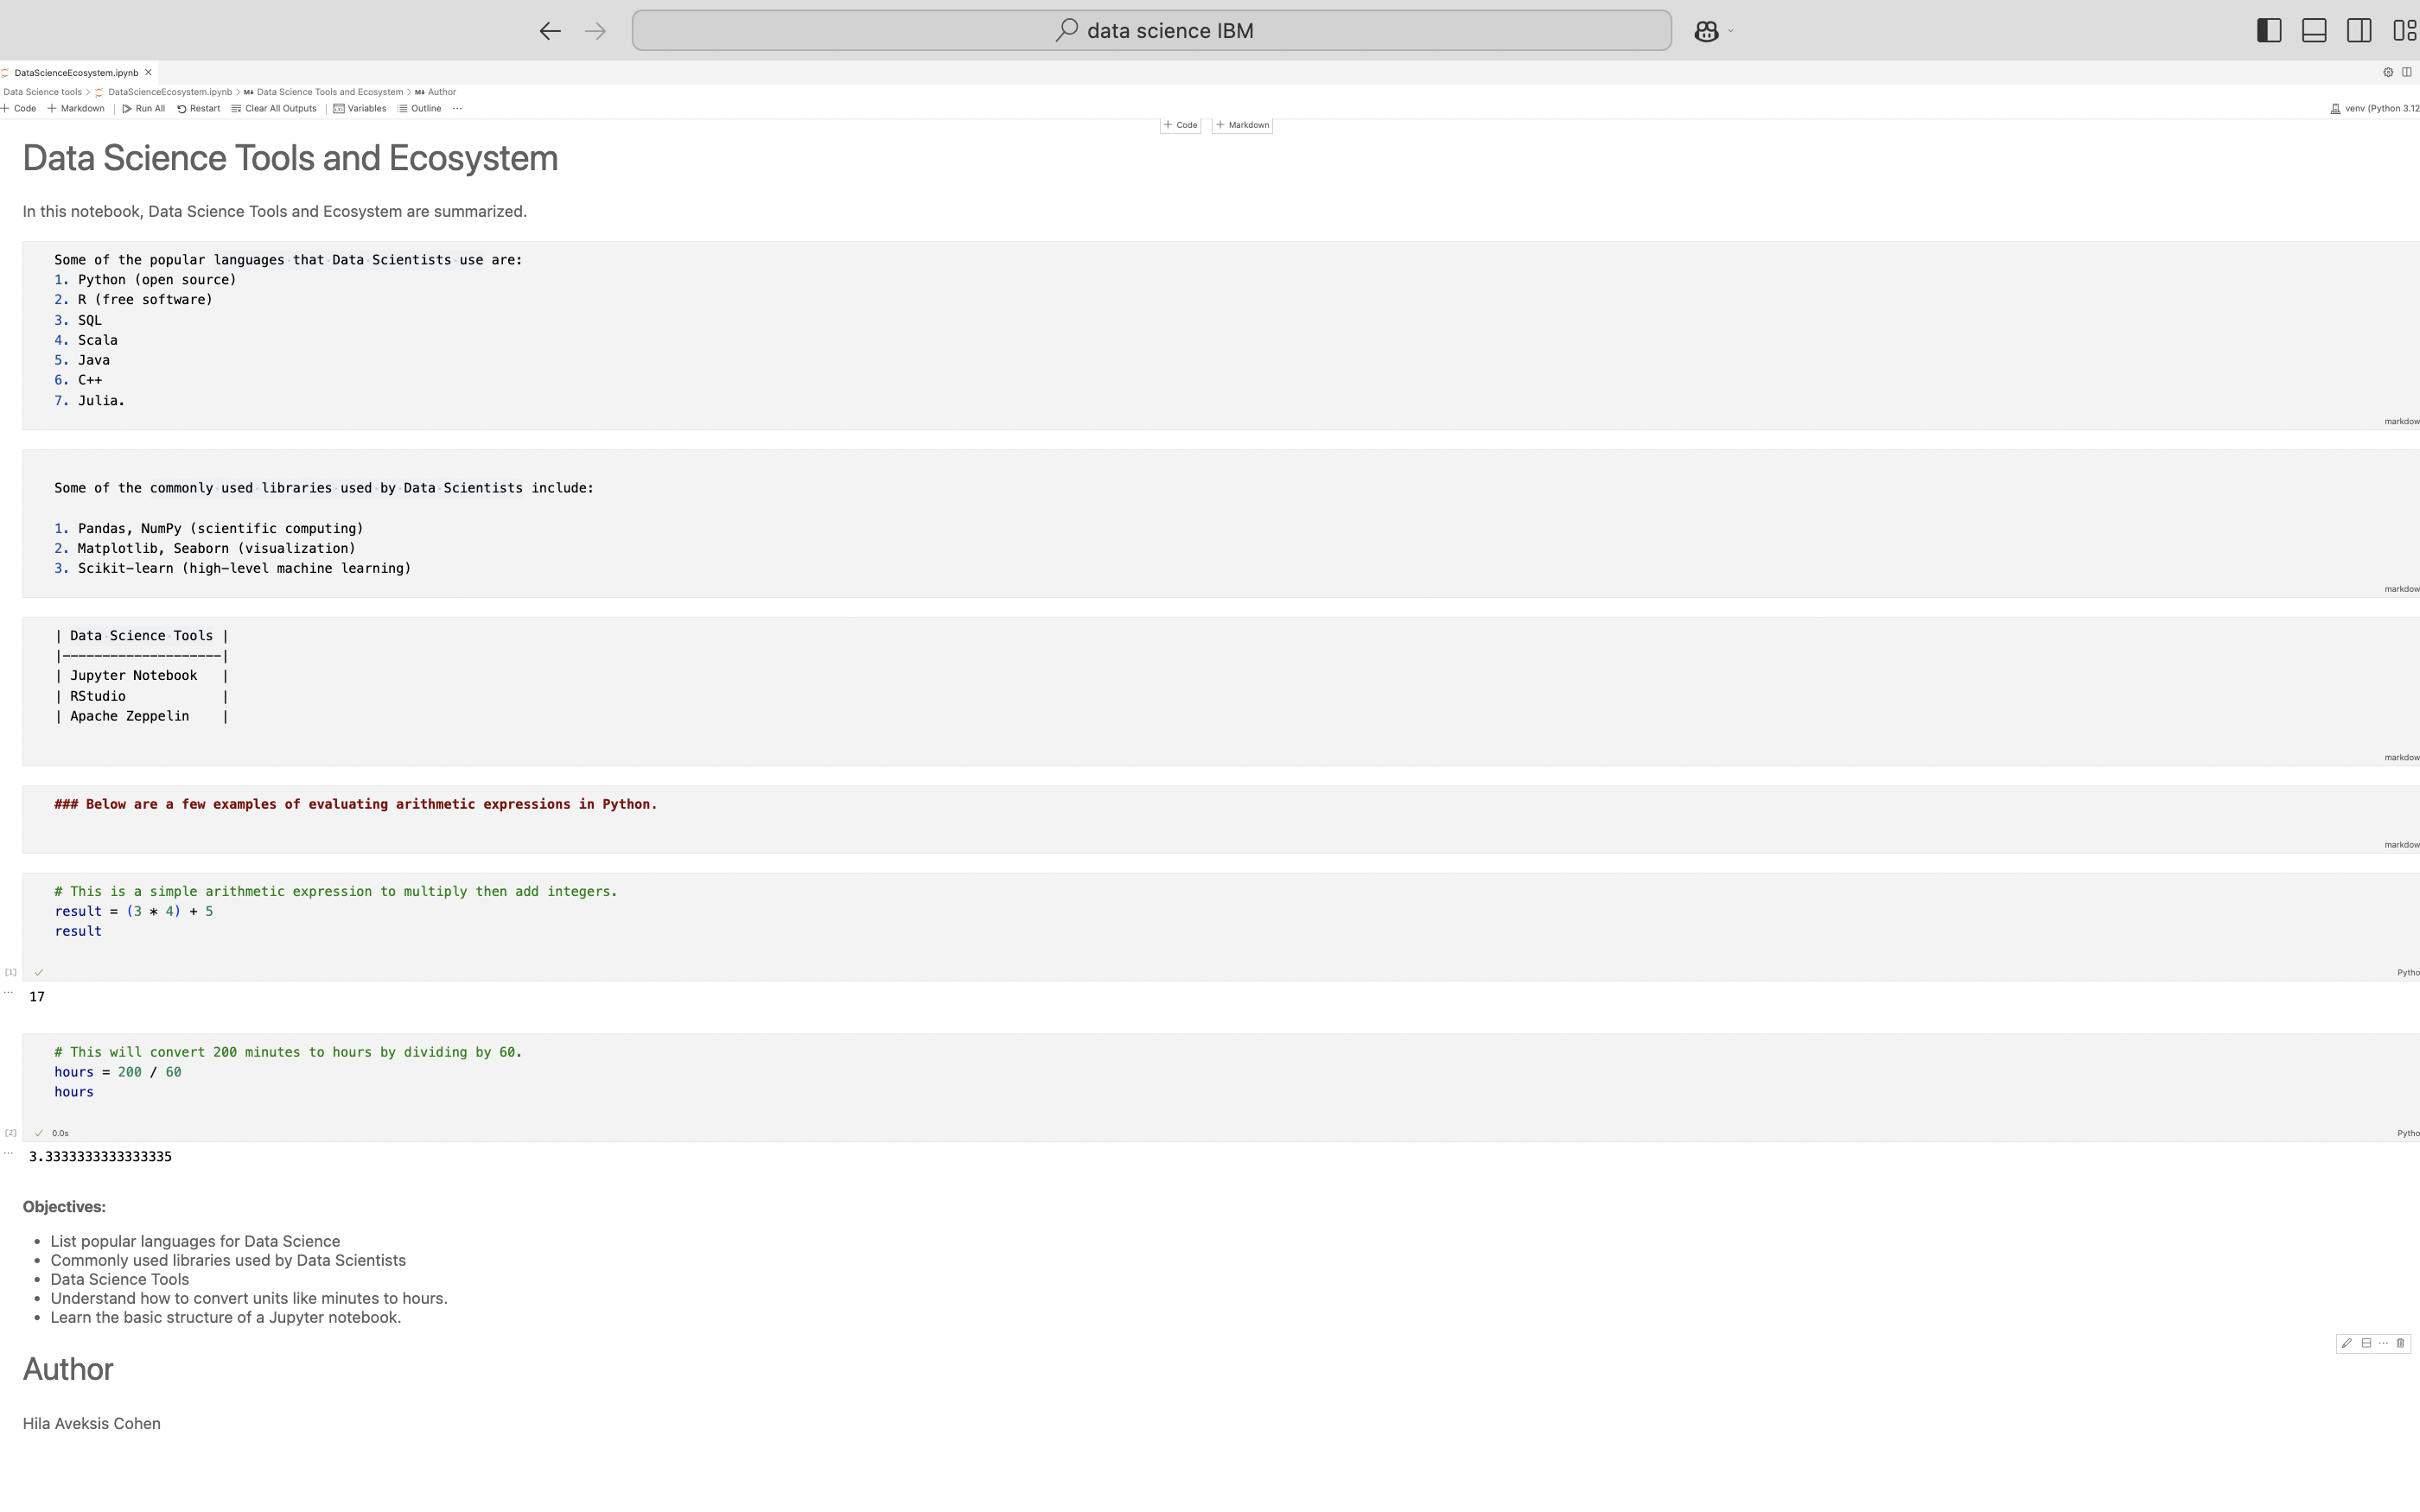 data science IBM
DataScienceEcosystem.ipynb
Data Science tools > DataScienceEcosystem.ipynb > M↓ Data Science Tools and Ecosystem > M↓ Author
+ Code + Markdown | Run All Restart Clear All Outputs | Variables Outline ...
venv (Python 3.12
+ Code + Markdown
Data Science Tools and Ecosystem
In this notebook, Data Science Tools and Ecosystem are summarized.
Some of the popular languages that Data Scientists use are:
1. Python (open source)
2. R (free software)
3. SQL
4. Scala
5. Java
6. C++
7. Julia.
markdow
Some of the commonly used libraries used by Data Scientists include:
1. Pandas, NumPy (scientific computing)
2. Matplotlib, Seaborn (visualization)
3. Scikit-learn (high-level machine learning)
markdow
| Data Science Tools |
|--------------------|
| Jupyter Notebook   |
| RStudio            |
| Apache Zeppelin    |
markdow
### Below are a few examples of evaluating arithmetic expressions in Python.
markdow
# This is a simple arithmetic expression to multiply then add integers.
result = (3 * 4) + 5
result
[1]
Pytho
... 17
# This will convert 200 minutes to hours by dividing by 60.
hours = 200 / 60
hours
[2] 0.0s
Pytho
... 3.3333333333333335
Objectives:
• List popular languages for Data Science
• Commonly used libraries used by Data Scientists
• Data Science Tools
• Understand how to convert units like minutes to hours.
• Learn the basic structure of a Jupyter notebook.
Author
Hila Aveksis Cohen